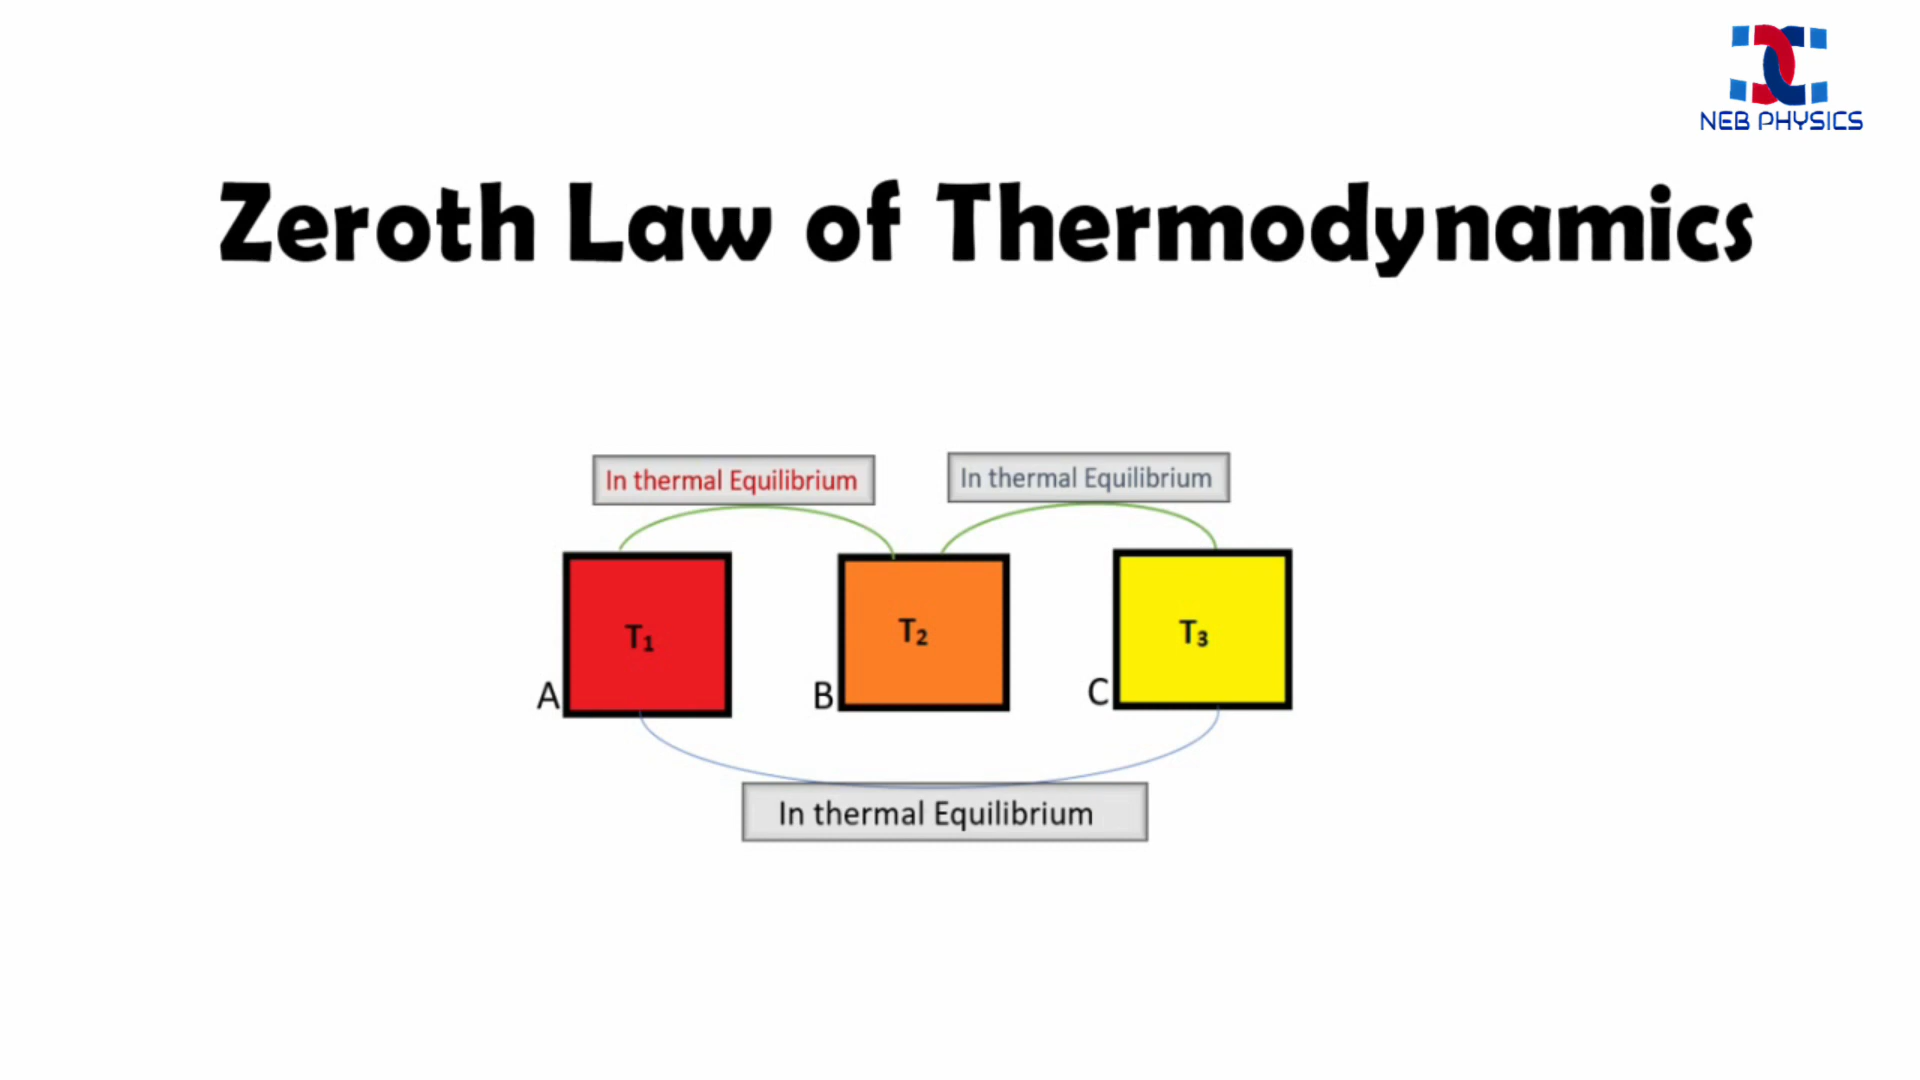 NEB PHYSICS
Zeroth Law of Thermodynamics
In thermal Equilibrium
In thermal Equilibrium
T₁
T₂
T₃
A
B
C
In thermal Equilibrium